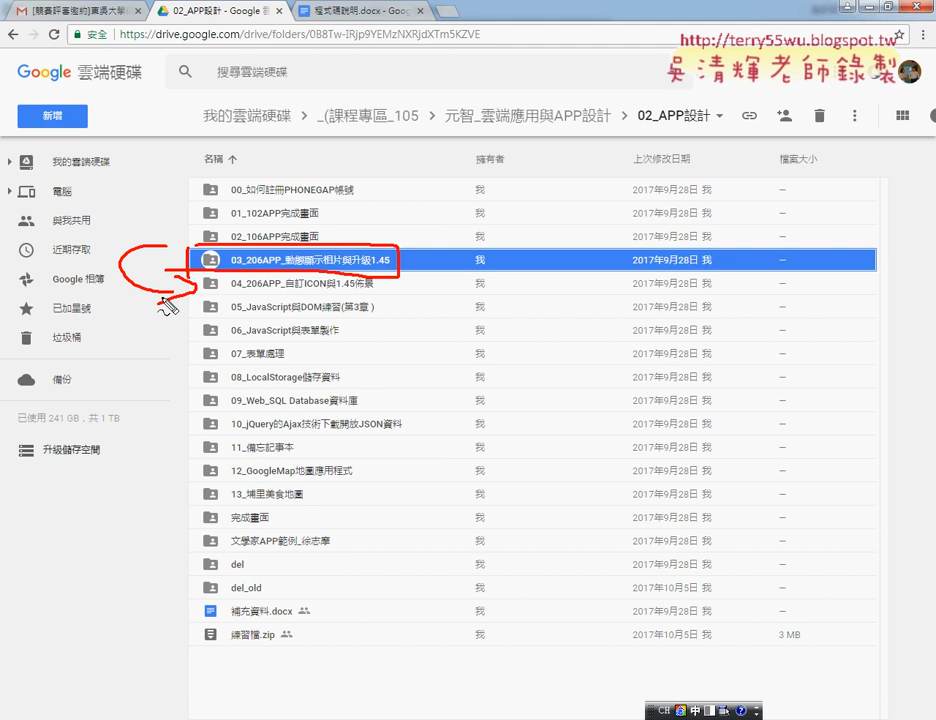 [競賽評審邀約]東吳大學
02_APP設計 - Google 雲
程式碼說明.docx - Goog
安全 | https://drive.google.com/drive/folders/0B8Tw-IRjp9YEMzNXRjdXTm5KZVE
http://terry55wu.blogspot.tw
吳清輝老師錄製
Google 雲端硬碟
搜尋雲端硬碟
新增
我的雲端硬碟 > _(課程專區_105 > 元智_雲端應用與APP設計 > 02_APP設計
名稱 擁有者 上次修改日期 檔案大小
我的雲端硬碟
電腦
與我共用
近期存取
Google 相簿
已加星號
垃圾桶
備份
已使用 241 GB，共 1 TB
升級儲存空間
00_如何註冊PHONEGAP帳號 我 2017年9月28日 我 –
01_102APP完成畫面 我 2017年9月28日 我 –
02_106APP完成畫面 我 2017年9月28日 我 –
03_206APP_動態顯示相片與升級1.45 我 2017年9月28日 我 –
04_206APP_自訂ICON與1.45佈景 我 2017年9月28日 我 –
05_JavaScript與DOM練習(第3章 ) 我 2017年9月28日 我 –
06_JavaScript與表單製作 我 2017年9月28日 我 –
07_表單處理 我 2017年9月28日 我 –
08_LocalStorage儲存資料 我 2017年9月28日 我 –
09_Web_SQL Database資料庫 我 2017年9月28日 我 –
10_jQuery的Ajax技術下載開放JSON資料 我 2017年9月28日 我 –
11_備忘記事本 我 2017年9月28日 我 –
12_GoogleMap地圖應用程式 我 2017年9月28日 我 –
13_埔里美食地圖 我 2017年9月28日 我 –
完成畫面 我 2017年9月28日 我 –
文學家APP範例_徐志摩 我 2017年9月28日 我 –
del 我 2017年9月28日 我 –
del_old 我 2017年10月5日 我 –
補充資料.docx 我 2017年9月28日 我 –
練習檔.zip 我 2017年10月5日 我 3 MB
CH 中